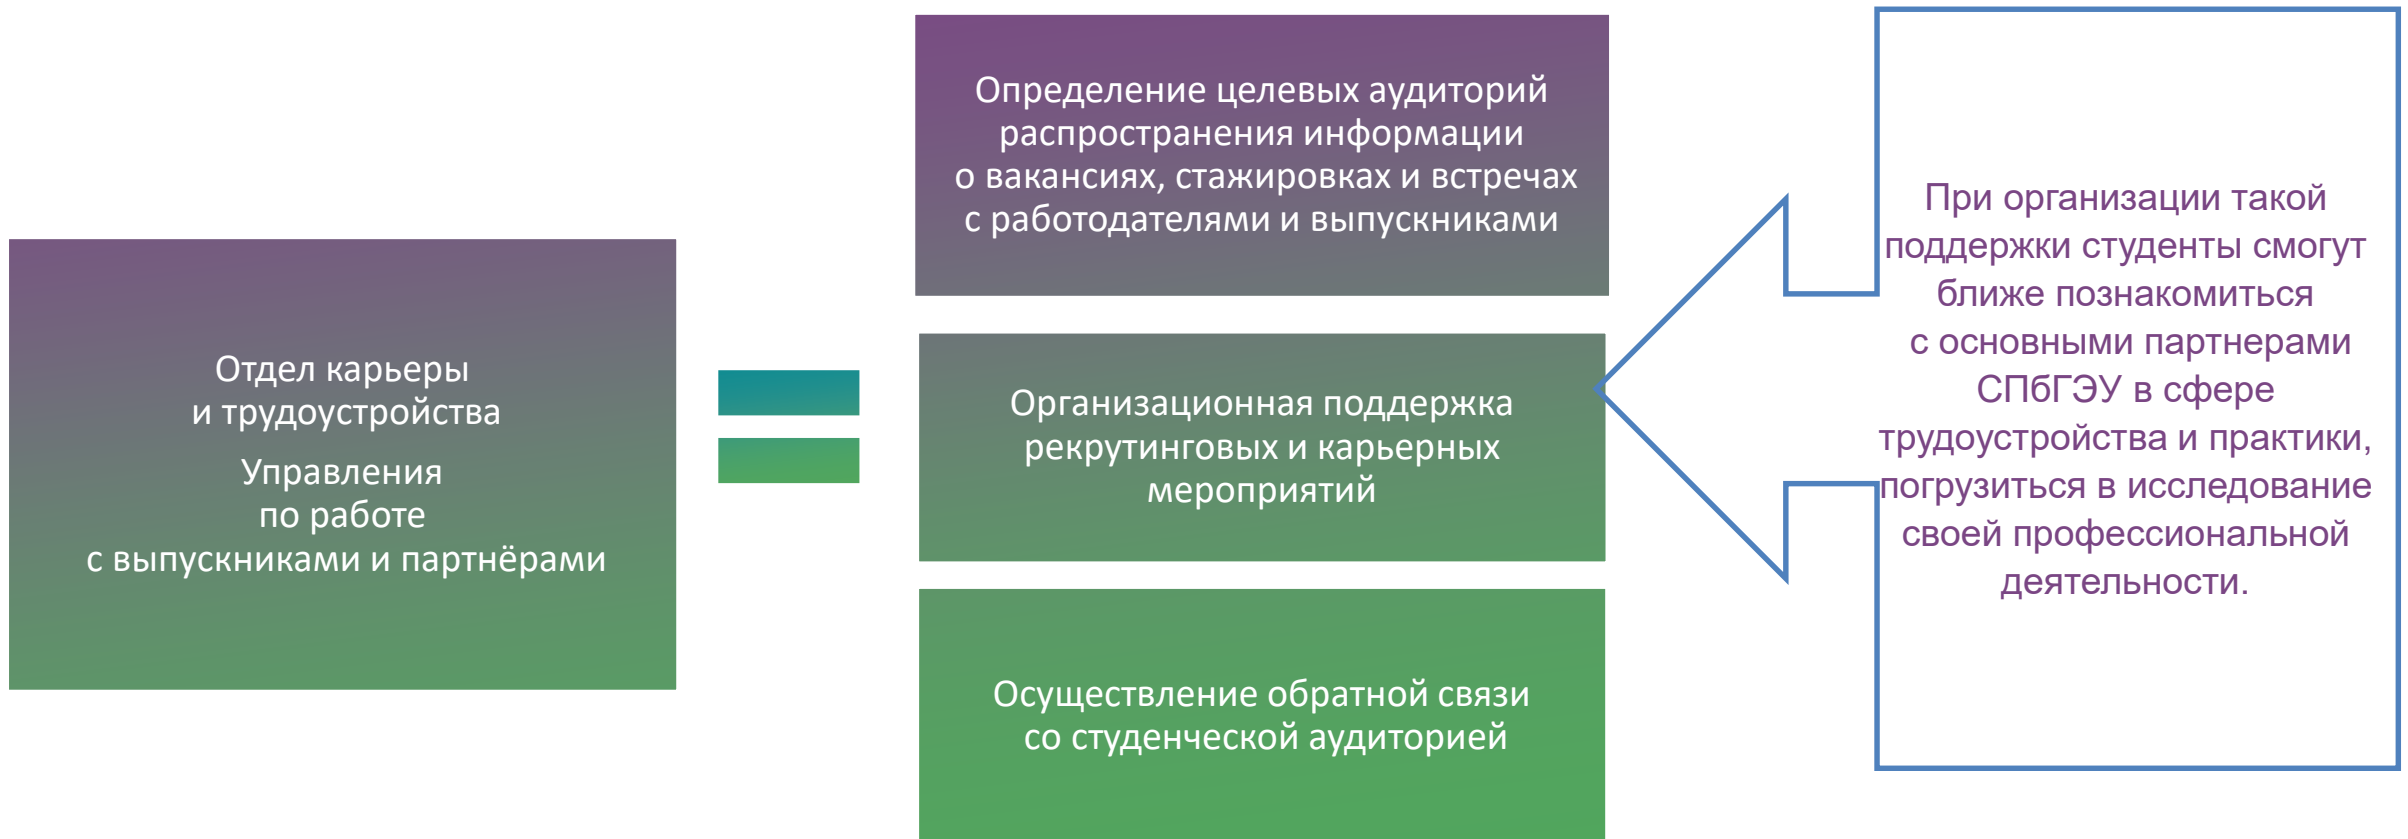 Отдел карьеры
и трудоустройства
Управления
по работе
с выпускниками и партнёрами
Определение целевых аудиторий
распространения информации
о вакансиях, стажировках и встречах
с работодателями и выпускниками
Организационная поддержка
рекрутинговых и карьерных
мероприятий
Осуществление обратной связи
со студенческой аудиторией
При организации такой
поддержки студенты смогут
ближе познакомиться
с основными партнерами
СПбГЭУ в сфере
трудоустройства и практики,
погрузиться в исследование
своей профессиональной
деятельности.